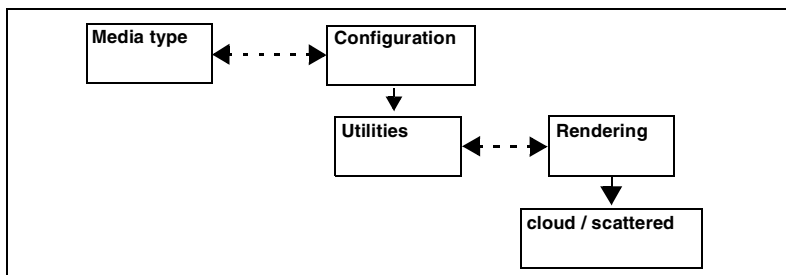 Media type
Configuration
Utilities
Rendering
cloud / scattered